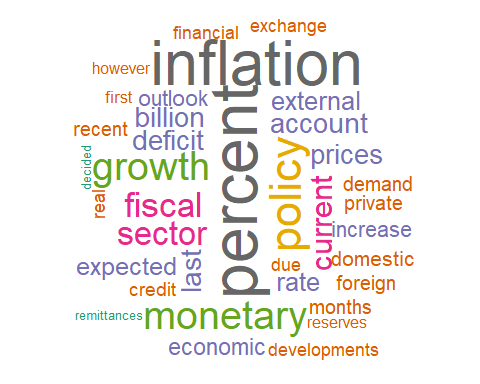 financial
exchange
inflation
however
first
outlook
external
billion
account
recent
deficit
percent
decided
growth
policy
prices
real
fiscal
current
demand
private
sector
increase
last
expected
due
domestic
rate
foreign
credit
months
remittances
monetary
reserves
economic
developments